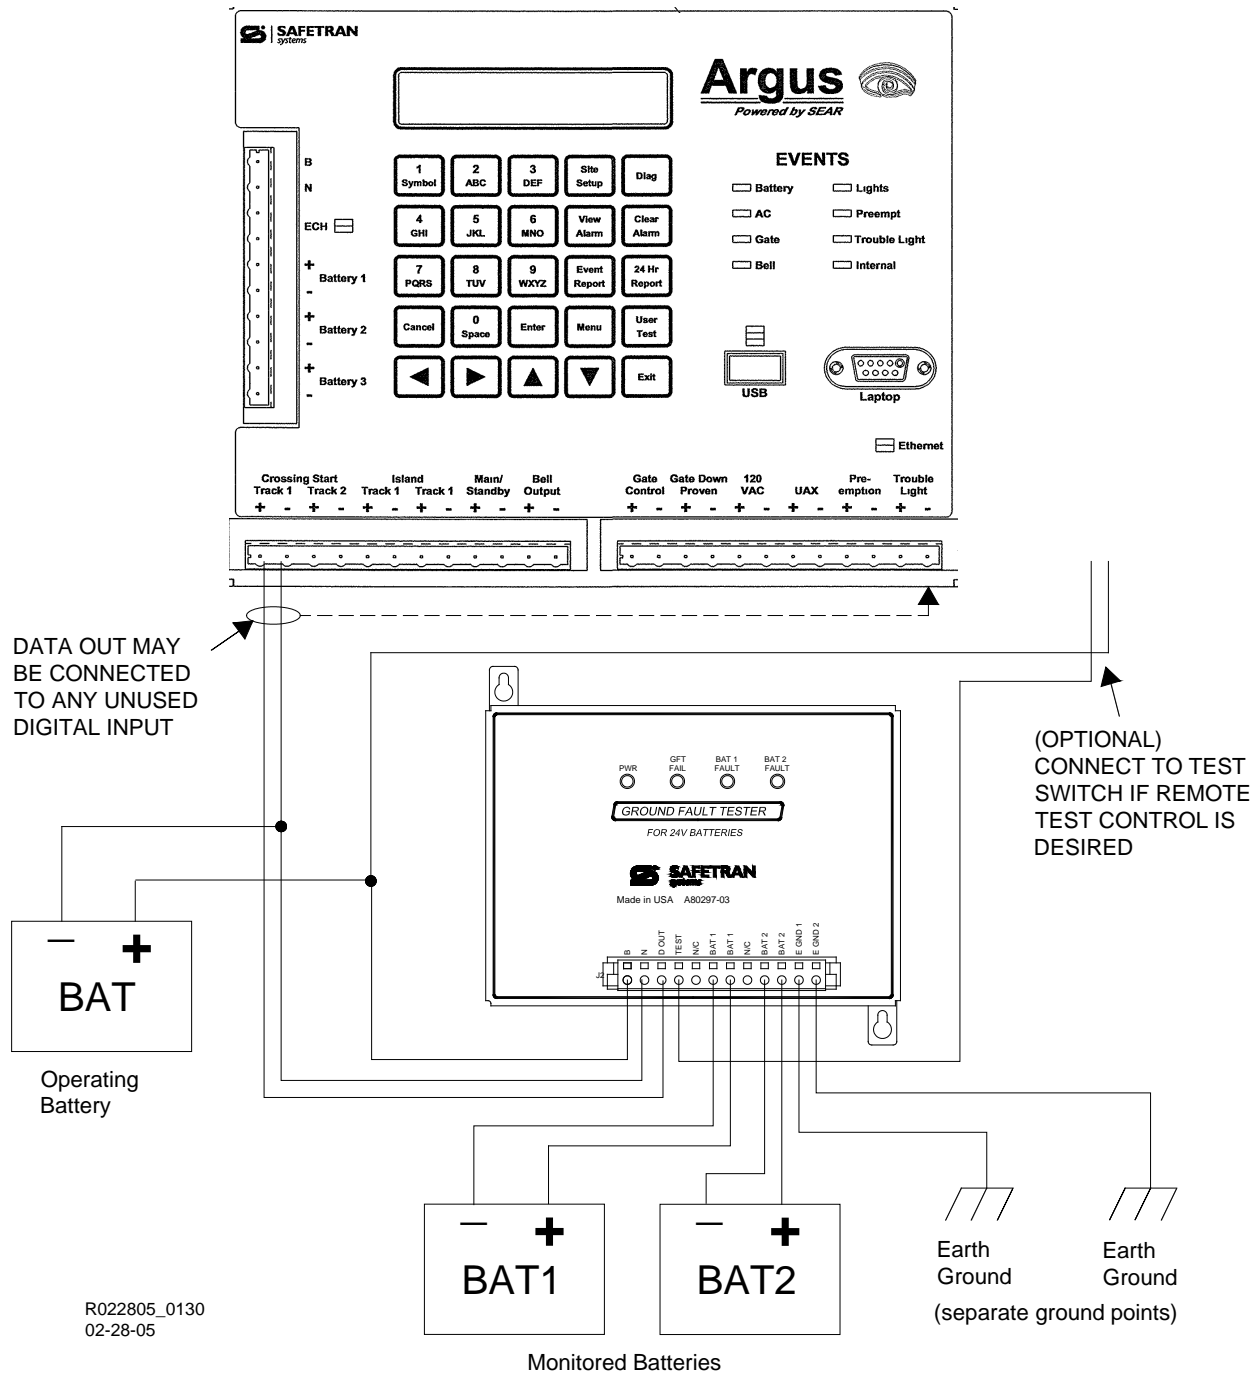 SAFETRAN
systems
Argus
Powered by SEAR
EVENTS
Battery
Lights
AC
Preempt
Gate
Trouble Light
Bell
Internal
B
N
ECH
+
Battery 1
-
+
Battery 2
-
+
Battery 3
-
1 Symbol
2 ABC
3 DEF
Site Setup
Diag
4 GHI
5 JKL
6 MNO
View Alarm
Clear Alarm
7 PQRS
8 TUV
9 WXYZ
Event Report
24 Hr Report
Cancel
0 Space
Enter
Menu
User Test
Exit
USB
Laptop
Ethernet
Crossing Start
Track 1 Track 2
Island
Track 1 Track 1
Main/
Standby
Bell
Output
+ - + - + - + - + - + -
Gate
Control
Gate Down
Proven
120
VAC
UAX
Pre-
emption
Trouble
Light
+ - + - + - + - + - + -
DATA OUT MAY
BE CONNECTED
TO ANY UNUSED
DIGITAL INPUT
(OPTIONAL)
CONNECT TO TEST
SWITCH IF REMOTE
TEST CONTROL IS
DESIRED
PWR
GFT
FAIL
BAT 1
FAULT
BAT 2
FAULT
GROUND FAULT TESTER
FOR 24V BATTERIES
SAFETRAN
systems
Made in USA A80297-03
B
N
D OUT
TEST
N/C
BAT 1
BAT 1
N/C
BAT 2
BAT 2
E GND 1
E GND 2
J2
− +
BAT
Operating
Battery
− +
BAT1
− +
BAT2
Monitored Batteries
Earth
Ground
Earth
Ground
(separate ground points)
R022805_0130
02-28-05